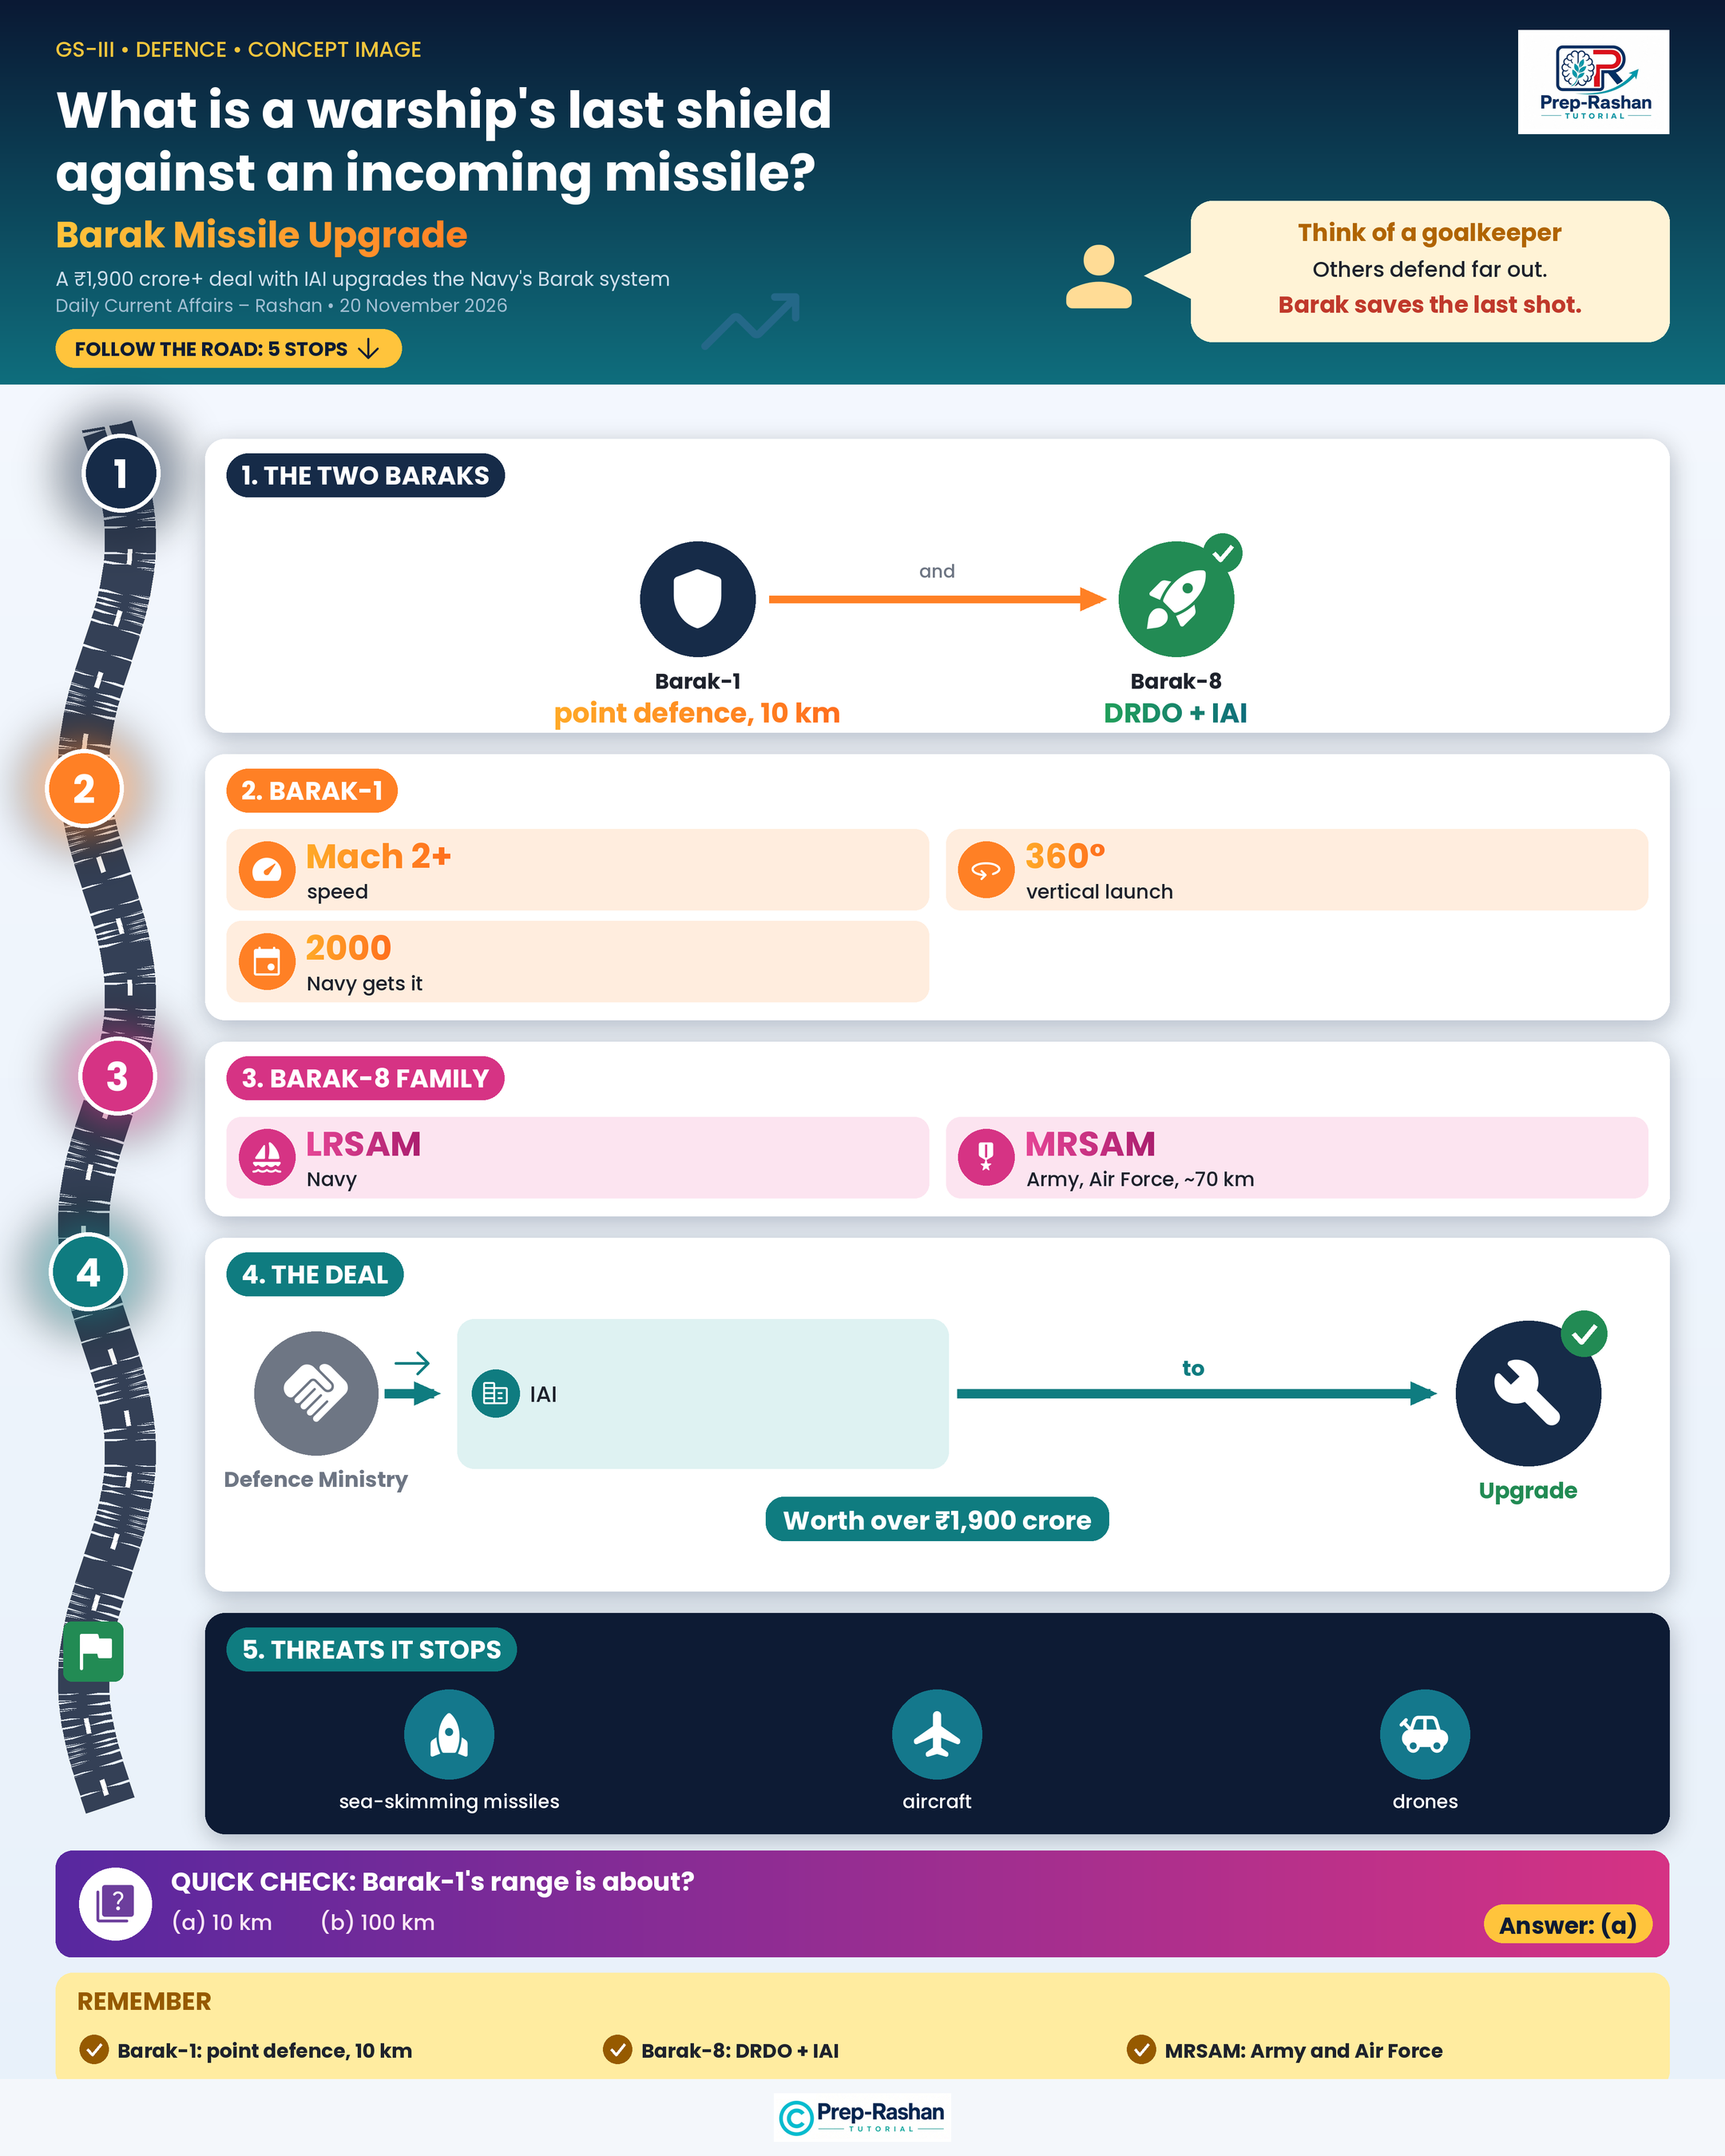 GS-III • DEFENCE • CONCEPT IMAGE
What is a warship's last shield
against an incoming missile?
Barak Missile Upgrade
A ₹1,900 crore+ deal with IAI upgrades the Navy's Barak system
Daily Current Affairs – Rashan • 20 November 2026
FOLLOW THE ROAD: 5 STOPS
Prep-Rashan
TUTORIAL
Think of a goalkeeper
Others defend far out.
Barak saves the last shot.
1
1. THE TWO BARAKS
and
Barak-1
point defence, 10 km
Barak-8
DRDO + IAI
2
2. BARAK-1
Mach 2+
speed
360°
vertical launch
2000
Navy gets it
3
3. BARAK-8 FAMILY
LRSAM
Navy
MRSAM
Army, Air Force, ~70 km
4
4. THE DEAL
Defence Ministry
IAI
to
Upgrade
Worth over ₹1,900 crore
5. THREATS IT STOPS
sea-skimming missiles
aircraft
drones
QUICK CHECK: Barak-1's range is about?
(a) 10 km (b) 100 km
Answer: (a)
REMEMBER
Barak-1: point defence, 10 km
Barak-8: DRDO + IAI
MRSAM: Army and Air Force
© Prep-Rashan
TUTORIAL